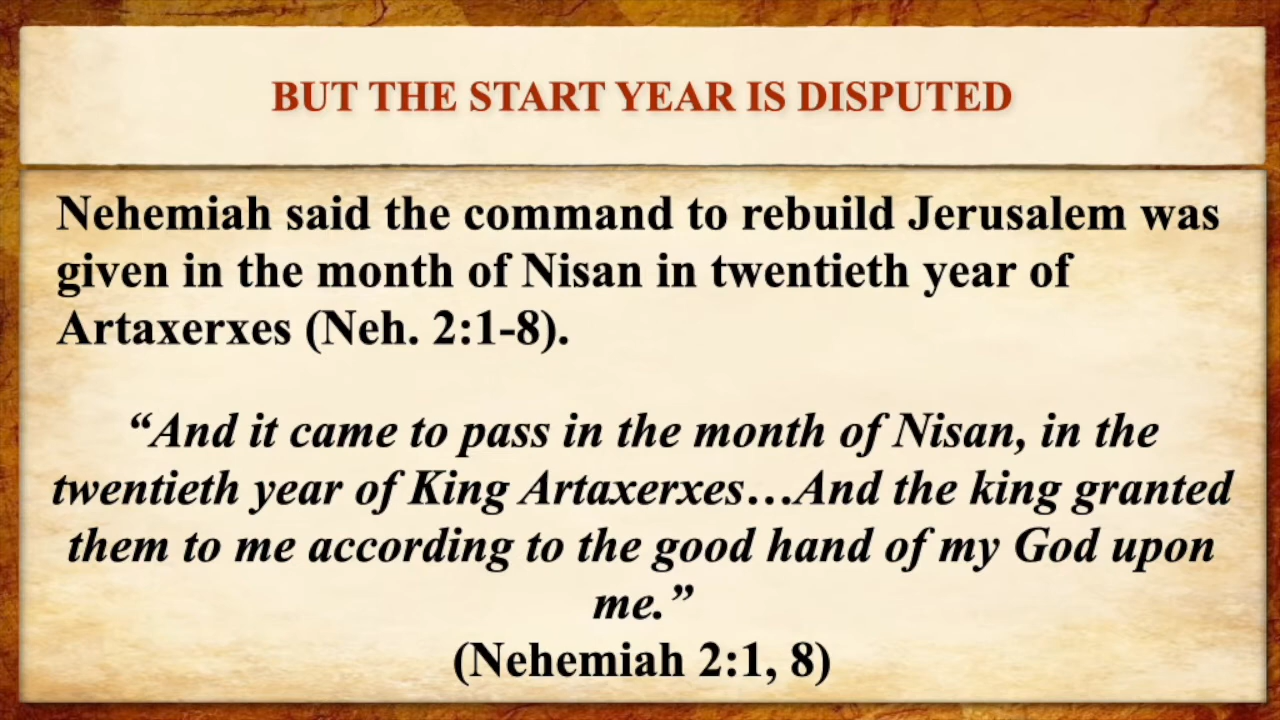 BUT THE START YEAR IS DISPUTED
Nehemiah said the command to rebuild Jerusalem was
given in the month of Nisan in twentieth year of
Artaxerxes (Neh. 2:1-8).
“And it came to pass in the month of Nisan, in the
twentieth year of King Artaxerxes…And the king granted
them to me according to the good hand of my God upon
me.”
(Nehemiah 2:1, 8)